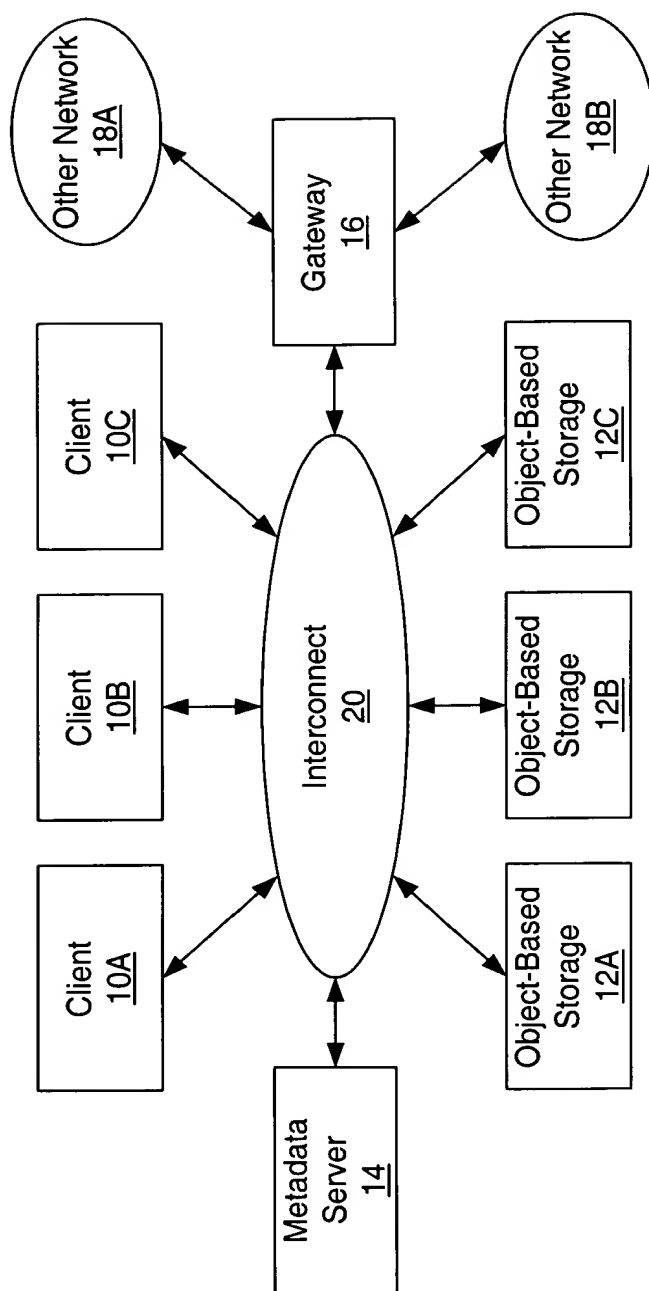 Client
10A
Client
10B
Client
10C
Other Network
18A
Metadata
Server
14
Interconnect
20
Gateway
16
Object-Based
Storage
12A
Object-Based
Storage
12B
Object-Based
Storage
12C
Other Network
18B